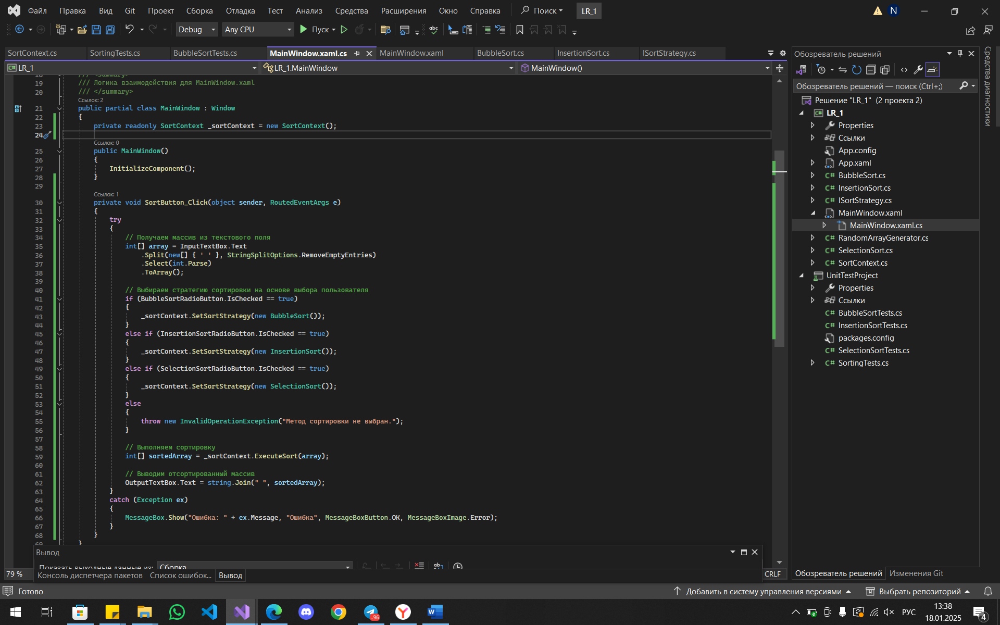 Файл Правка Вид Git Проект Сборка Отладка Тест Анализ Средства Расширения Окно Справка Поиск LR_1 N
Debug Any CPU Пуск
SortContext.cs SortingTests.cs BubbleSortTests.cs MainWindow.xaml.cs MainWindow.xaml BubbleSort.cs InsertionSort.cs ISortStrategy.cs
LR_1 LR_1.MainWindow MainWindow()
18 /// <summary>
19 /// Логика взаимодействия для MainWindow.xaml
20 /// </summary>
Ссылок: 2
21 public partial class MainWindow : Window
22 {
23 private readonly SortContext _sortContext = new SortContext();
24
Ссылок: 0
25 public MainWindow()
26 {
27 InitializeComponent();
28 }
29
Ссылок: 1
30 private void SortButton_Click(object sender, RoutedEventArgs e)
31 {
32 try
33 {
34 // Получаем массив из текстового поля
35 int[] array = InputTextBox.Text
36 .Split(new[] { ' ' }, StringSplitOptions.RemoveEmptyEntries)
37 .Select(int.Parse)
38 .ToArray();
39
40 // Выбираем стратегию сортировки на основе выбора пользователя
41 if (BubbleSortRadioButton.IsChecked == true)
42 {
43 _sortContext.SetSortStrategy(new BubbleSort());
44 }
45 else if (InsertionSortRadioButton.IsChecked == true)
46 {
47 _sortContext.SetSortStrategy(new InsertionSort());
48 }
49 else if (SelectionSortRadioButton.IsChecked == true)
50 {
51 _sortContext.SetSortStrategy(new SelectionSort());
52 }
53 else
54 {
55 throw new InvalidOperationException("Метод сортировки не выбран.");
56 }
57
58 // Выполняем сортировку
59 int[] sortedArray = _sortContext.ExecuteSort(array);
60
61 // Выводим отсортированный массив
62 OutputTextBox.Text = string.Join(" ", sortedArray);
63 }
64 catch (Exception ex)
65 {
66 MessageBox.Show("Ошибка: " + ex.Message, "Ошибка", MessageBoxButton.OK, MessageBoxImage.Error);
67 }
68 }
69 }
Вывод
Показать выходные данные из: Сборка
79 % Консоль диспетчера пакетов Список ошибок... Вывод CRLF
Обозреватель решений
Обозреватель решений — поиск (Ctrl+;)
Решение "LR_1" (2 проекта 2)
LR_1
Properties
Ссылки
App.config
App.xaml
BubbleSort.cs
InsertionSort.cs
ISortStrategy.cs
MainWindow.xaml
MainWindow.xaml.cs
RandomArrayGenerator.cs
SelectionSort.cs
SortContext.cs
UnitTestProject
Properties
Ссылки
BubbleSortTests.cs
InsertionSortTests.cs
packages.config
SelectionSortTests.cs
SortingTests.cs
Обозреватель решений Изменения Git
Средства диагностики
Готово Добавить в систему управления версиями Выбрать репозиторий
96 РУС 13:38
18.01.2025 4